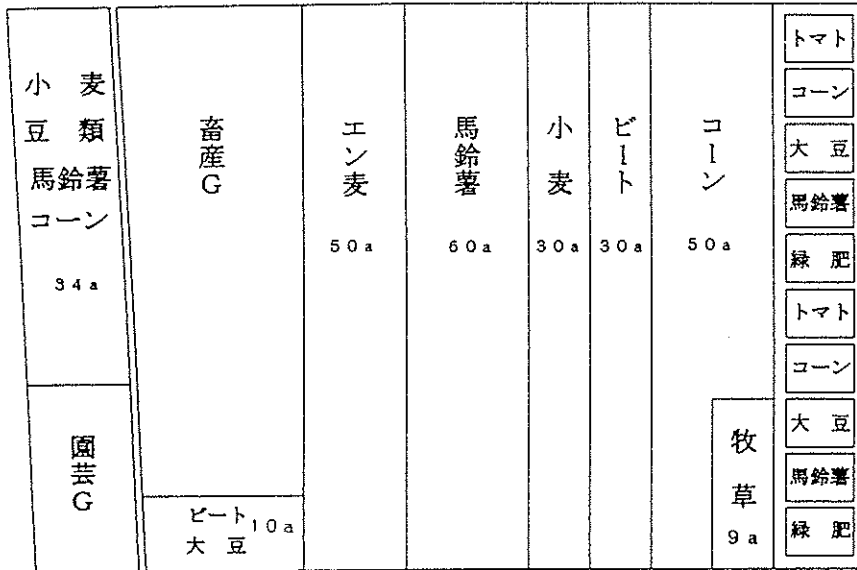 小麦
豆類
馬鈴薯
コーン
34a
園芸G
畜産G
ビート
大豆
10a
エン麦
50a
馬鈴薯
60a
小麦
30a
ビート
30a
コーン
50a
牧草
9a
トマト
コーン
大豆
馬鈴薯
緑肥
トマト
コーン
大豆
馬鈴薯
緑肥